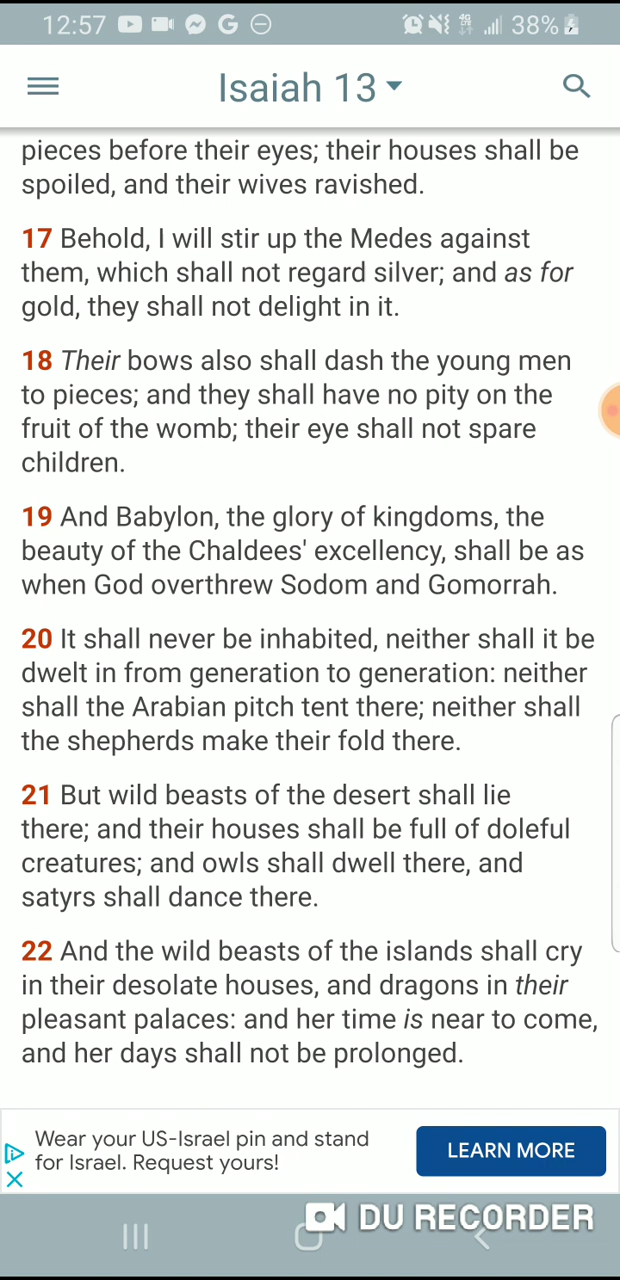 12:57 G 4G 38%
Isaiah 13
pieces before their eyes; their houses shall be
spoiled, and their wives ravished.
17 Behold, I will stir up the Medes against
them, which shall not regard silver; and as for
gold, they shall not delight in it.
18 Their bows also shall dash the young men
to pieces; and they shall have no pity on the
fruit of the womb; their eye shall not spare
children.
19 And Babylon, the glory of kingdoms, the
beauty of the Chaldees' excellency, shall be as
when God overthrew Sodom and Gomorrah.
20 It shall never be inhabited, neither shall it be
dwelt in from generation to generation: neither
shall the Arabian pitch tent there; neither shall
the shepherds make their fold there.
21 But wild beasts of the desert shall lie
there; and their houses shall be full of doleful
creatures; and owls shall dwell there, and
satyrs shall dance there.
22 And the wild beasts of the islands shall cry
in their desolate houses, and dragons in their
pleasant palaces: and her time is near to come,
and her days shall not be prolonged.
Wear your US-Israel pin and stand
for Israel. Request yours!
LEARN MORE
DU RECORDER